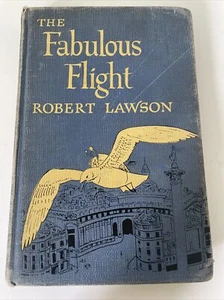 THE
Fabulous
Flight
ROBERT LAWSON